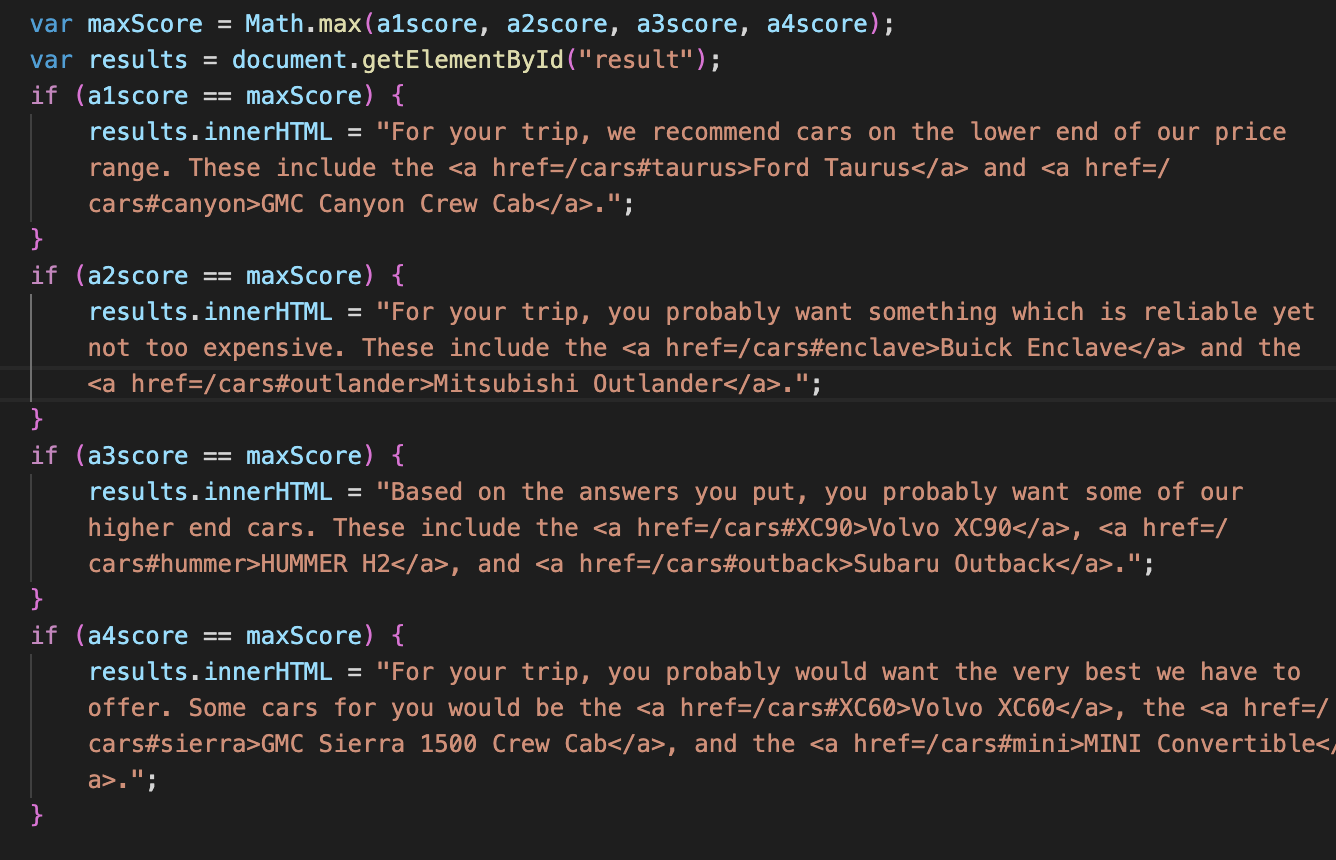 var maxScore = Math.max(a1score, a2score, a3score, a4score);
var results = document.getElementById("result");
if (a1score == maxScore) {
    results.innerHTML = "For your trip, we recommend cars on the lower end of our price
    range. These include the <a href=/cars#taurus>Ford Taurus</a> and <a href=/
    cars#canyon>GMC Canyon Crew Cab</a>.";
}
if (a2score == maxScore) {
    results.innerHTML = "For your trip, you probably want something which is reliable yet
    not too expensive. These include the <a href=/cars#enclave>Buick Enclave</a> and the
    <a href=/cars#outlander>Mitsubishi Outlander</a>.";
}
if (a3score == maxScore) {
    results.innerHTML = "Based on the answers you put, you probably want some of our
    higher end cars. These include the <a href=/cars#XC90>Volvo XC90</a>, <a href=/
    cars#hummer>HUMMER H2</a>, and <a href=/cars#outback>Subaru Outback</a>.";
}
if (a4score == maxScore) {
    results.innerHTML = "For your trip, you probably would want the very best we have to
    offer. Some cars for you would be the <a href=/cars#XC60>Volvo XC60</a>, the <a href=/
    cars#sierra>GMC Sierra 1500 Crew Cab</a>, and the <a href=/cars#mini>MINI Convertible</
    a>.";
}